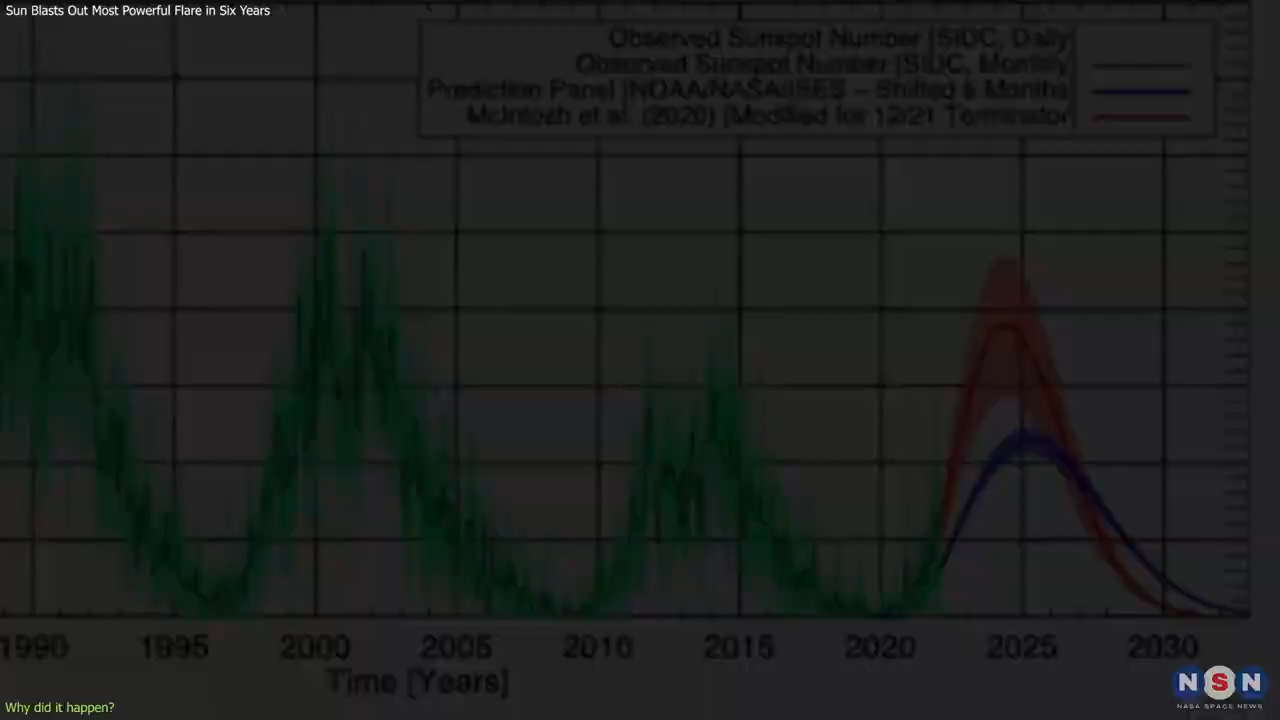 Sun Blasts Out Most Powerful Flare in Six Years
Observed Sunspot Number [SIDC, Daily
Observed Sunspot Number [SIDC, Monthly
Prediction Panel [NOAA/NASA/ISES - Shifted 6 Months
McIntosh et al. (2020) [Modified for 12/21 Terminator
1990 1995 2000 2005 2010 2015 2020 2025 2030
Time [Years]
NSN
NASA SPACE NEWS
Why did it happen?